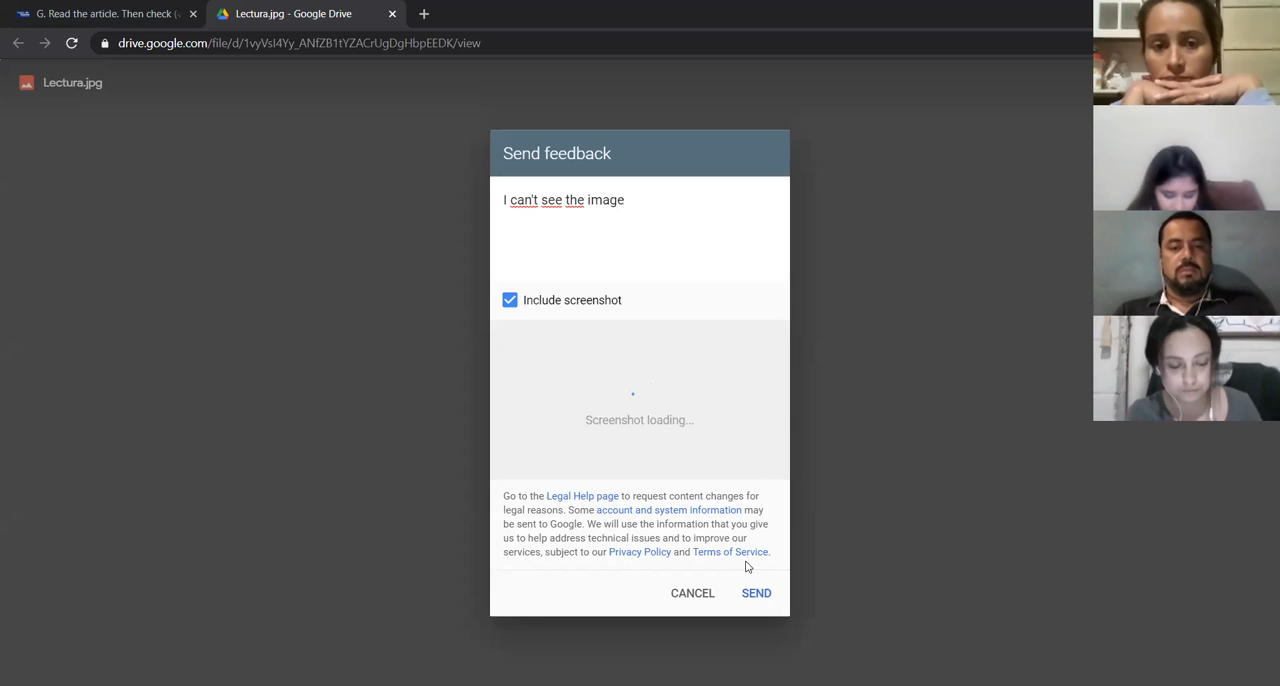 G. Read the article. Then check (
Lectura.jpg - Google Drive
drive.google.com/file/d/1vyVsI4Yy_ANfZB1tYZACrUgDgHbpEEDK/view
Lectura.jpg
Send feedback
I can't see the image
Include screenshot
Screenshot loading...
Go to the Legal Help page to request content changes for
legal reasons. Some account and system information may
be sent to Google. We will use the information that you give
us to help address technical issues and to improve our
services, subject to our Privacy Policy and Terms of Service.
CANCEL SEND